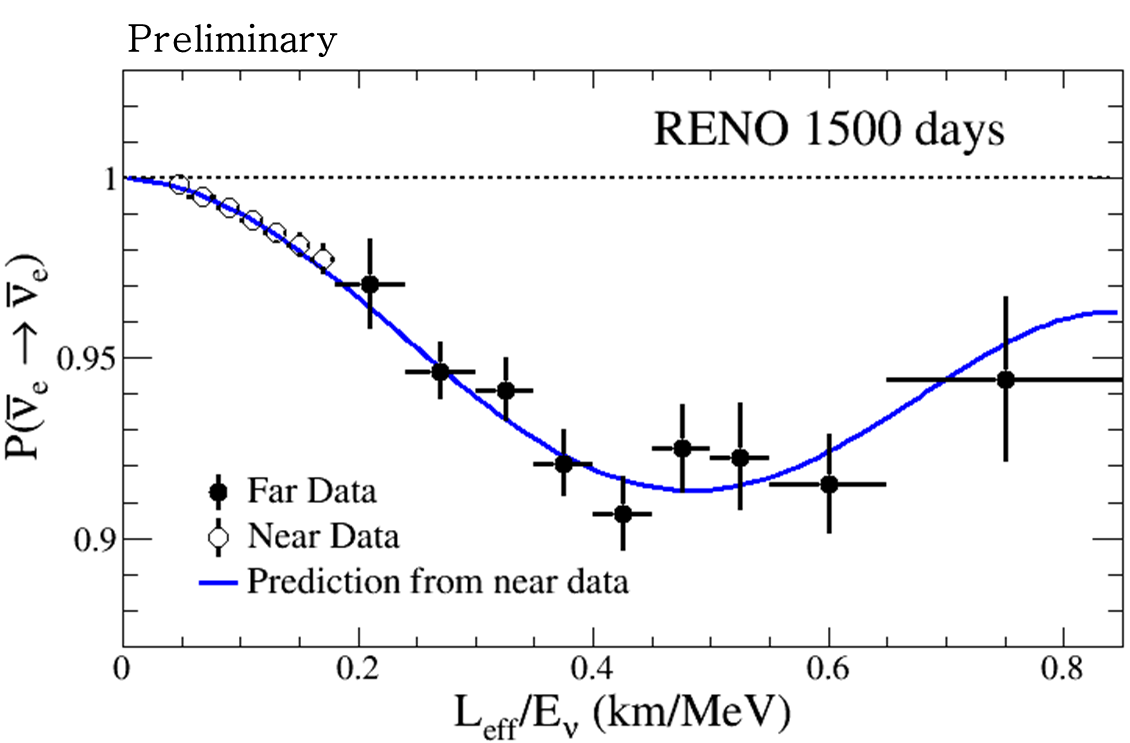 Preliminary
RENO 1500 days
1
0.95
0.9
P(ν̅e → ν̅e)
Far Data
Near Data
Prediction from near data
0 0.2 0.4 0.6 0.8
Leff/Eν (km/MeV)